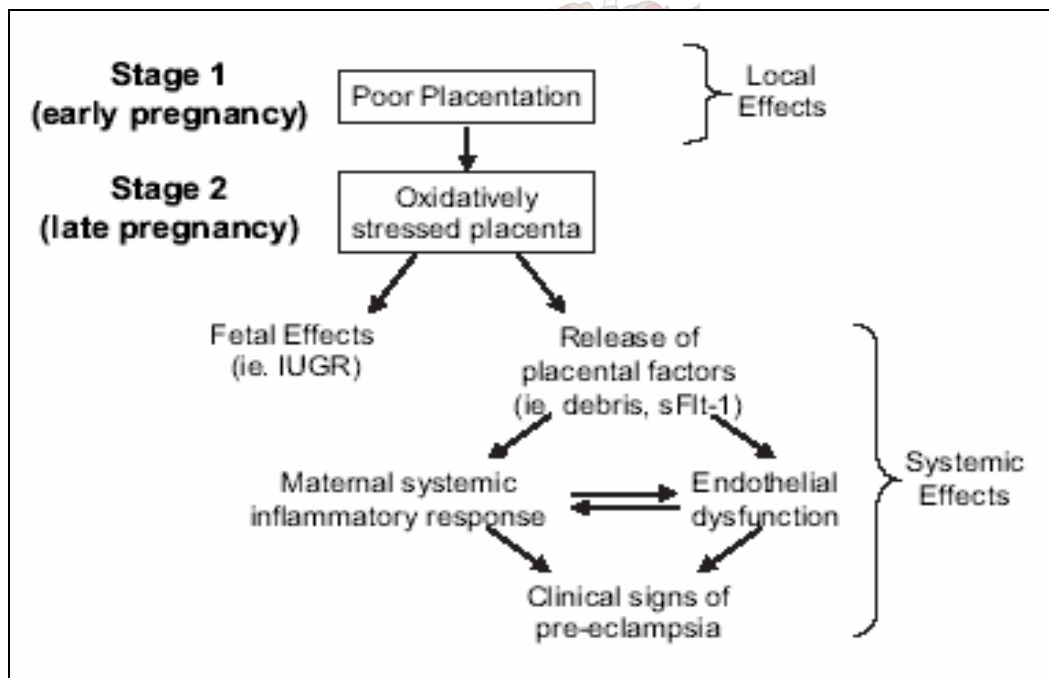 Stage 1
(early pregnancy)
Poor Placentation
Local
Effects
Stage 2
(late pregnancy)
Oxidatively
stressed placenta
Fetal Effects
(ie. IUGR)
Release of
placental factors
(ie. debris, sFlt-1)
Maternal systemic
inflammatory response
Endothelial
dysfunction
Systemic
Effects
Clinical signs of
pre-eclampsia